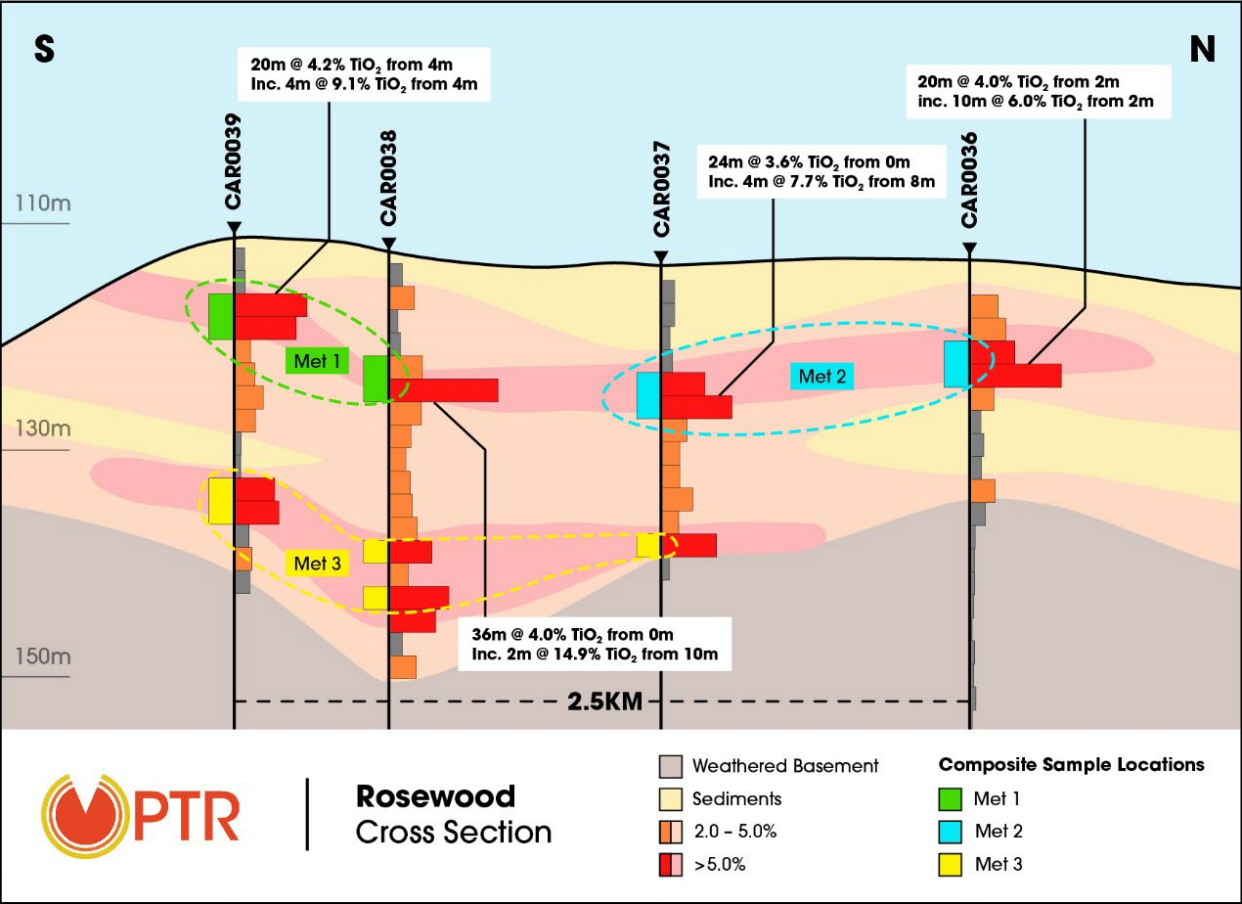 S
N
20m @ 4.2% TiO₂ from 4m
Inc. 4m @ 9.1% TiO₂ from 4m
20m @ 4.0% TiO₂ from 2m
inc. 10m @ 6.0% TiO₂ from 2m
24m @ 3.6% TiO₂ from 0m
Inc. 4m @ 7.7% TiO₂ from 8m
CAR0039
CAR0038
CAR0037
CAR0036
110m
Met 1
Met 2
130m
Met 3
36m @ 4.0% TiO₂ from 0m
Inc. 2m @ 14.9% TiO₂ from 10m
150m
2.5KM
PTR
Rosewood
Cross Section
Weathered Basement
Sediments
2.0 – 5.0%
>5.0%
Composite Sample Locations
Met 1
Met 2
Met 3